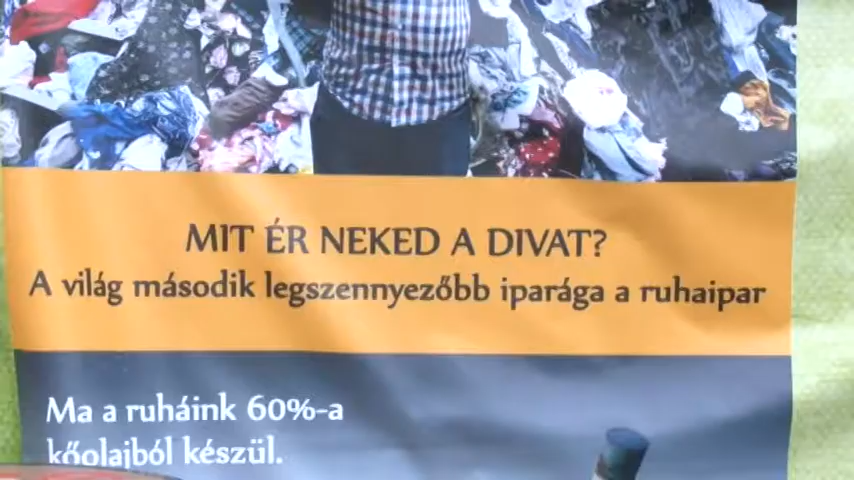 MIT ÉR NEKED A DIVAT?
A világ második legszennyezőbb iparága a ruhaipar
Ma a ruháink 60%-a
kőolajból készül.